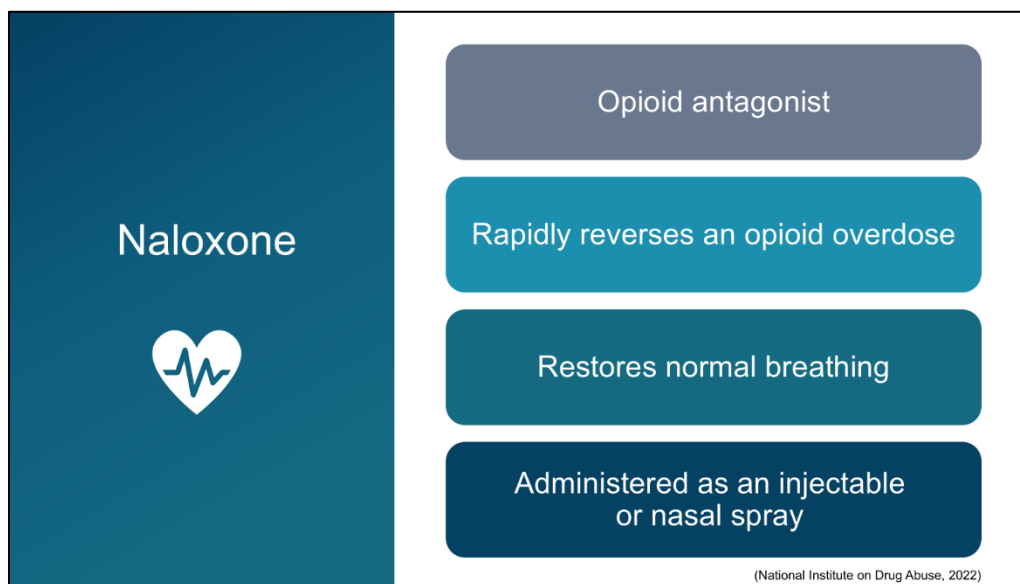 Naloxone
Opioid antagonist
Rapidly reverses an opioid overdose
Restores normal breathing
Administered as an injectable
or nasal spray
(National Institute on Drug Abuse, 2022)